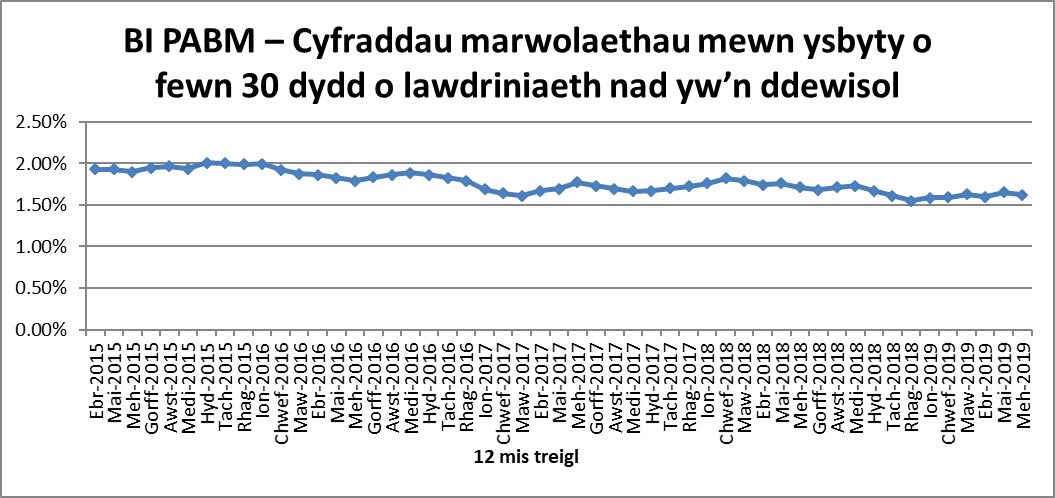 BI PABM – Cyfraddau marwolaethau mewn ysbyty o
fewn 30 dydd o lawdriniaeth nad yw’n ddewisol
2.50%
2.00%
1.50%
1.00%
0.50%
0.00%
Ebr-2015
Mai-2015
Meh-2015
Gorff-2015
Awst-2015
Medi-2015
Hyd-2015
Tach-2015
Rhag-2015
Ion-2016
Chwef-2016
Maw-2016
Ebr-2016
Mai-2016
Meh-2016
Gorff-2016
Awst-2016
Medi-2016
Hyd-2016
Tach-2016
Rhag-2016
Ion-2017
Chwef-2017
Maw-2017
Ebr-2017
Mai-2017
Meh-2017
Gorff-2017
Awst-2017
Medi-2017
Hyd-2017
Tach-2017
Rhag-2017
Ion-2018
Chwef-2018
Maw-2018
Ebr-2018
Mai-2018
Meh-2018
Gorff-2018
Awst-2018
Medi-2018
Hyd-2018
Tach-2018
Rhag-2018
Ion-2019
Chwef-2019
Maw-2019
Ebr-2019
Mai-2019
Meh-2019
12 mis treigl